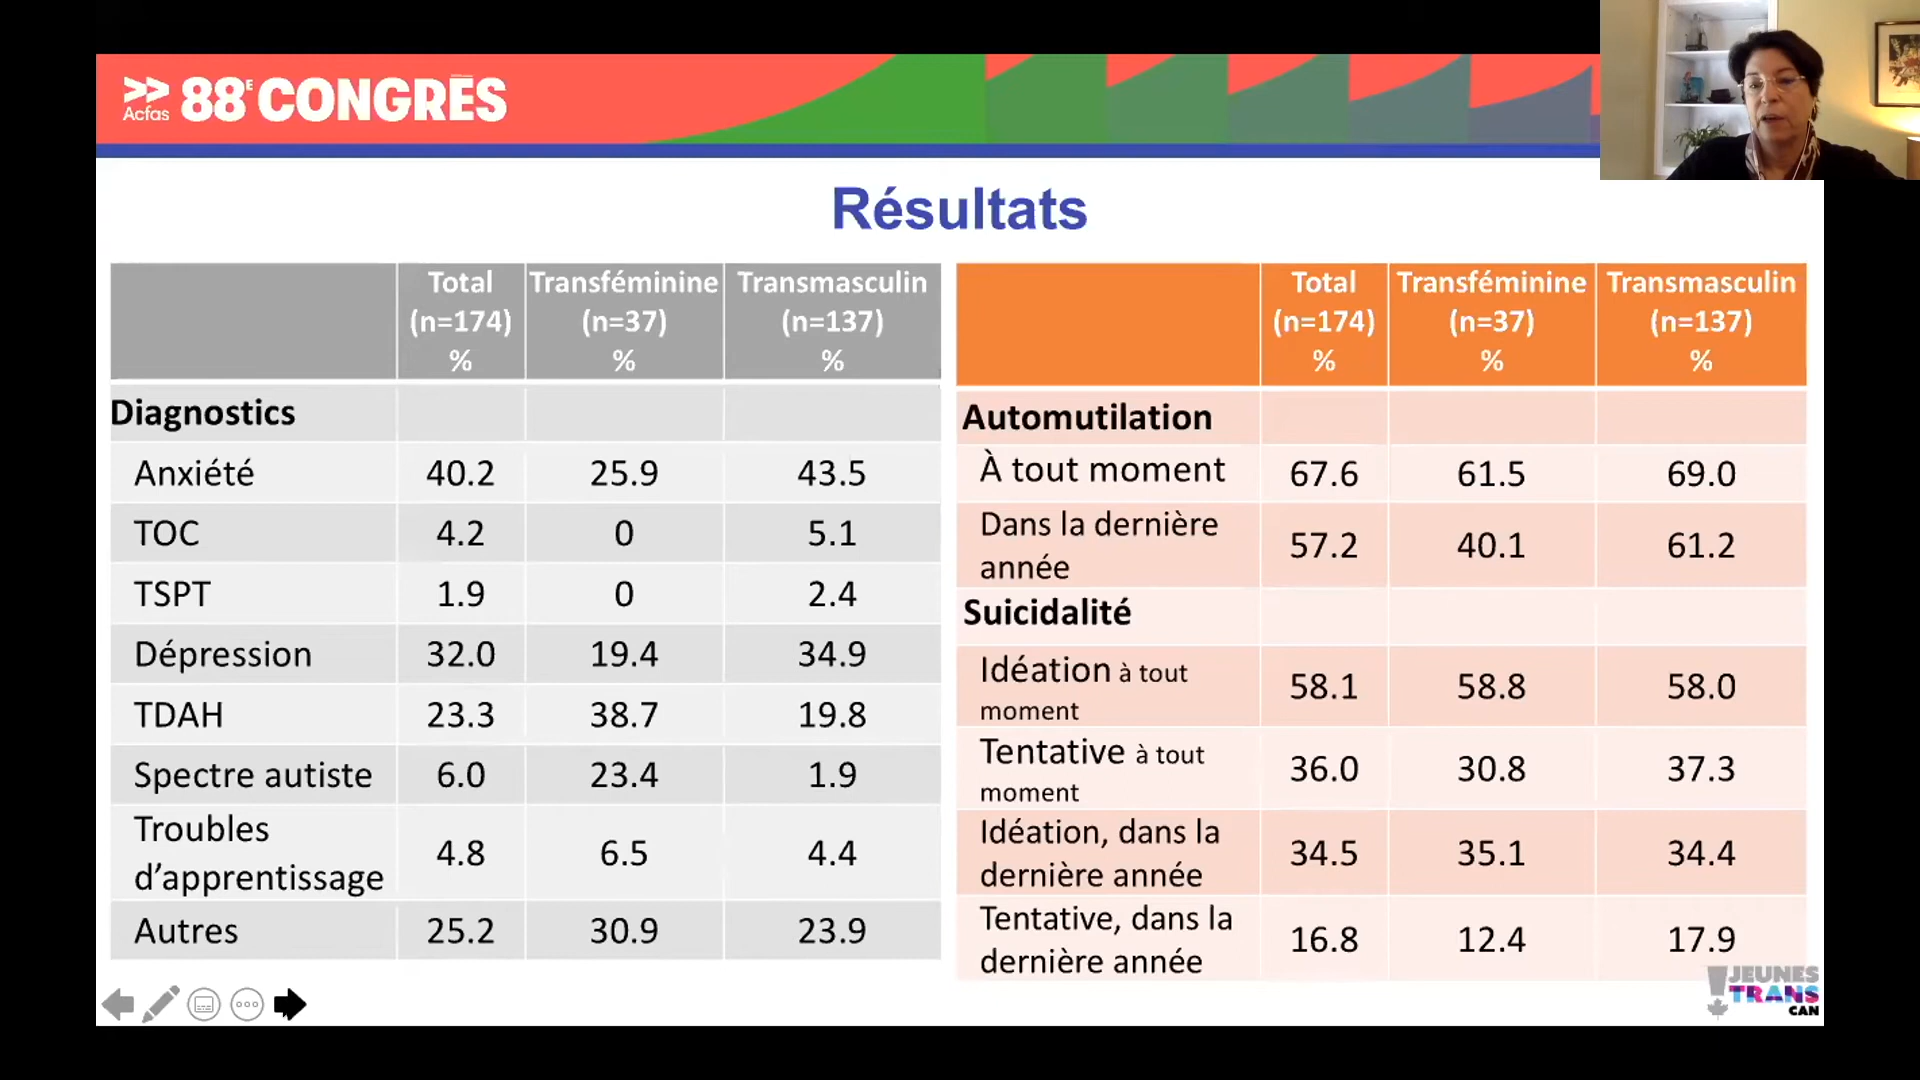 Acfas
88E CONGRÈS
Résultats
Total Transféminine Transmasculin
(n=174) (n=37) (n=137)
% % %
Diagnostics
Anxiété 40.2 25.9 43.5
TOC 4.2 0 5.1
TSPT 1.9 0 2.4
Dépression 32.0 19.4 34.9
TDAH 23.3 38.7 19.8
Spectre autiste 6.0 23.4 1.9
Troubles
d’apprentissage 4.8 6.5 4.4
Autres 25.2 30.9 23.9
Total Transféminine Transmasculin
(n=174) (n=37) (n=137)
% % %
Automutilation
À tout moment 67.6 61.5 69.0
Dans la dernière
année 57.2 40.1 61.2
Suicidalité
Idéation à tout
moment 58.1 58.8 58.0
Tentative à tout
moment 36.0 30.8 37.3
Idéation, dans la
dernière année 34.5 35.1 34.4
Tentative, dans la
dernière année 16.8 12.4 17.9
JEUNES
TRANS
CAN